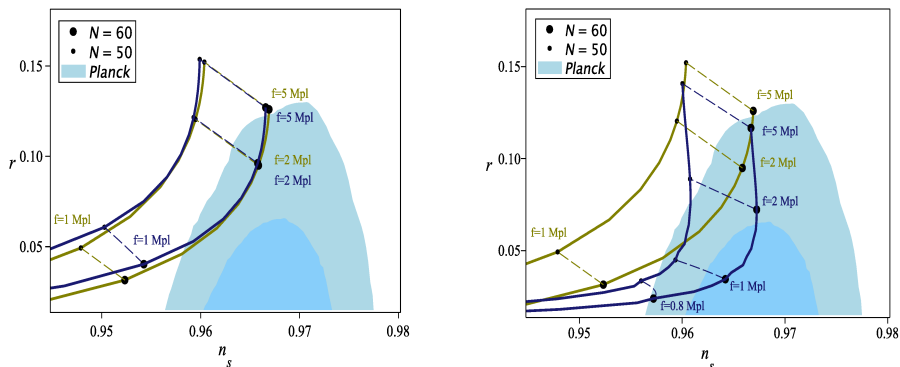 N = 60
N = 50
Planck
0.15
0.10
0.05
r
f=5 Mpl
f=5 Mpl
f=2 Mpl
f=2 Mpl
f=1 Mpl
f=1 Mpl
0.95
0.96
0.97
0.98
n_s
N = 60
N = 50
Planck
0.15
0.10
0.05
r
f=5 Mpl
f=5 Mpl
f=2 Mpl
f=2 Mpl
f=1 Mpl
f=1 Mpl
f=0.8 Mpl
0.95
0.96
0.97
0.98
n_s